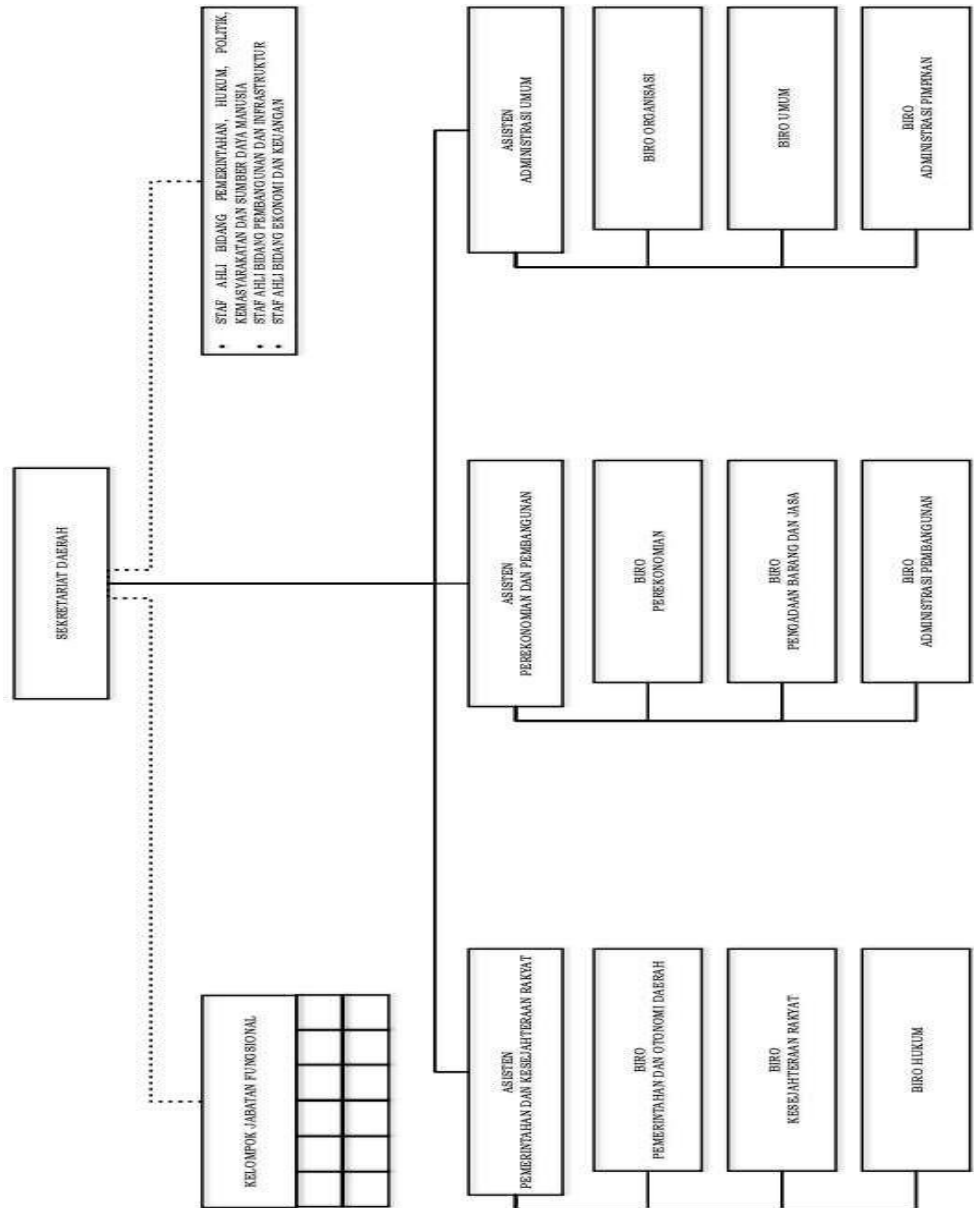 SEKRETARIAT DAERAH
KELOMPOK JABATAN FUNGSIONAL
• STAF AHLI BIDANG PEMERINTAHAN, HUKUM, POLITIK,
KEMASYARAKATAN DAN SUMBER DAYA MANUSIA
• STAF AHLI BIDANG PEMBANGUNAN DAN INFRASTRUKTUR
• STAF AHLI BIDANG EKONOMI DAN KEUANGAN
ASISTEN
PEMERINTAHAN DAN KESEJAHTERAAN RAKYAT
BIRO
PEMERINTAHAN DAN OTONOMI DAERAH
BIRO
KESEJAHTERAAN RAKYAT
BIRO HUKUM
ASISTEN
PEREKONOMIAN DAN PEMBANGUNAN
BIRO
PEREKONOMIAN
BIRO
PENGADAAN BARANG DAN JASA
BIRO
ADMINISTRASI PEMBANGUNAN
ASISTEN
ADMINISTRASI UMUM
BIRO ORGANISASI
BIRO UMUM
BIRO
ADMINISTRASI PIMPINAN